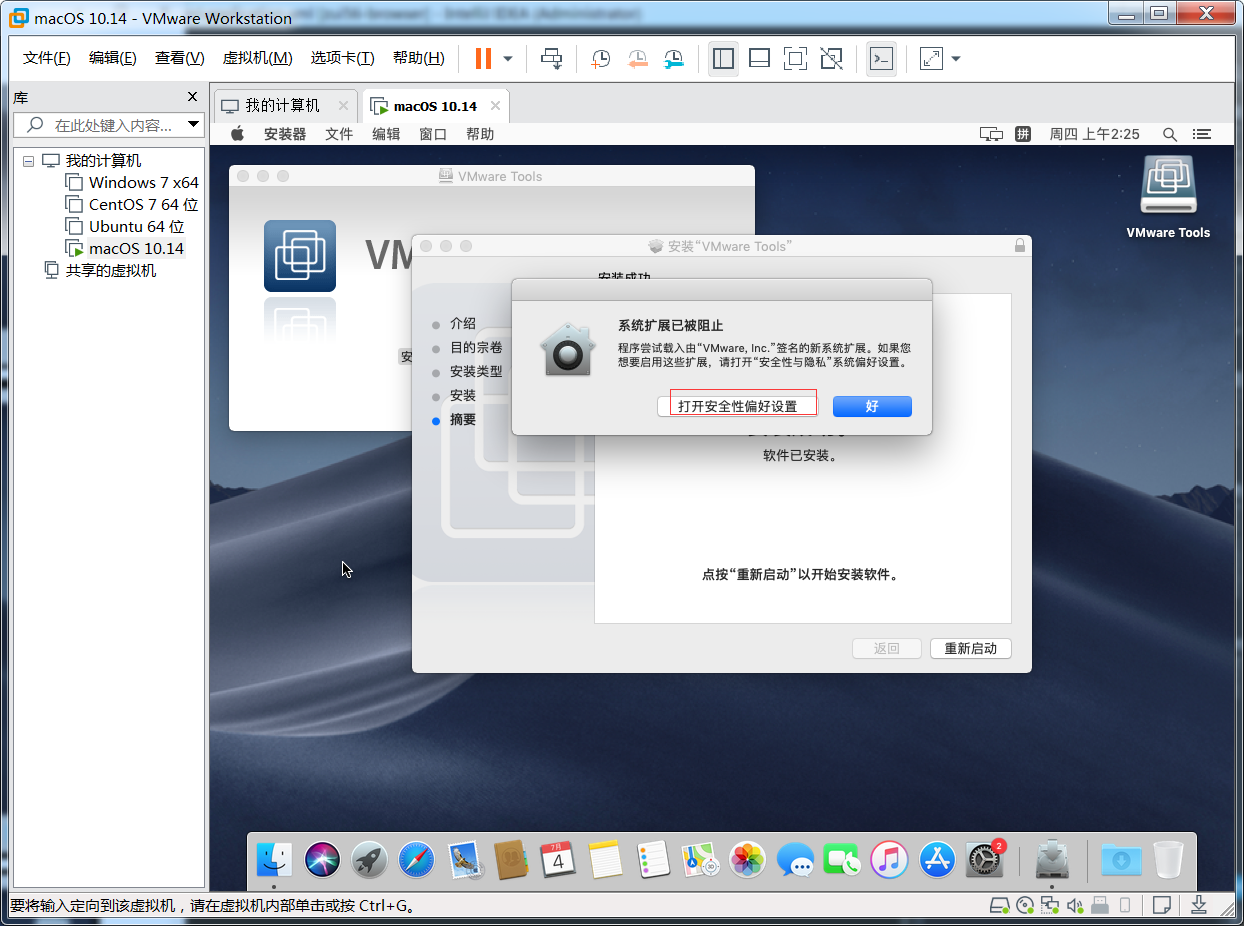 macOS 10.14 - VMware Workstation
文件(F) 编辑(E) 查看(V) 虚拟机(M) 选项卡(T) 帮助(H)
库
在此处键入内容...
我的计算机
Windows 7 x64
CentOS 7 64 位
Ubuntu 64 位
macOS 10.14
共享的虚拟机
我的计算机
macOS 10.14
安装器 文件 编辑 窗口 帮助
拼 周四 上午2:25
VMware Tools
VMware Tools
VM
安
安装“VMware Tools”
安装成功
介绍
目的宗卷
安装类型
安装
摘要
系统扩展已被阻止
程序尝试载入由“VMware, Inc.”签名的新系统扩展。如果您
想要启用这些扩展，请打开“安全性与隐私”系统偏好设置。
打开安全性偏好设置
好
软件已安装。
点按“重新启动”以开始安装软件。
返回
重新启动
7月
4
2
要将输入定向到该虚拟机，请在虚拟机内部单击或按 Ctrl+G。